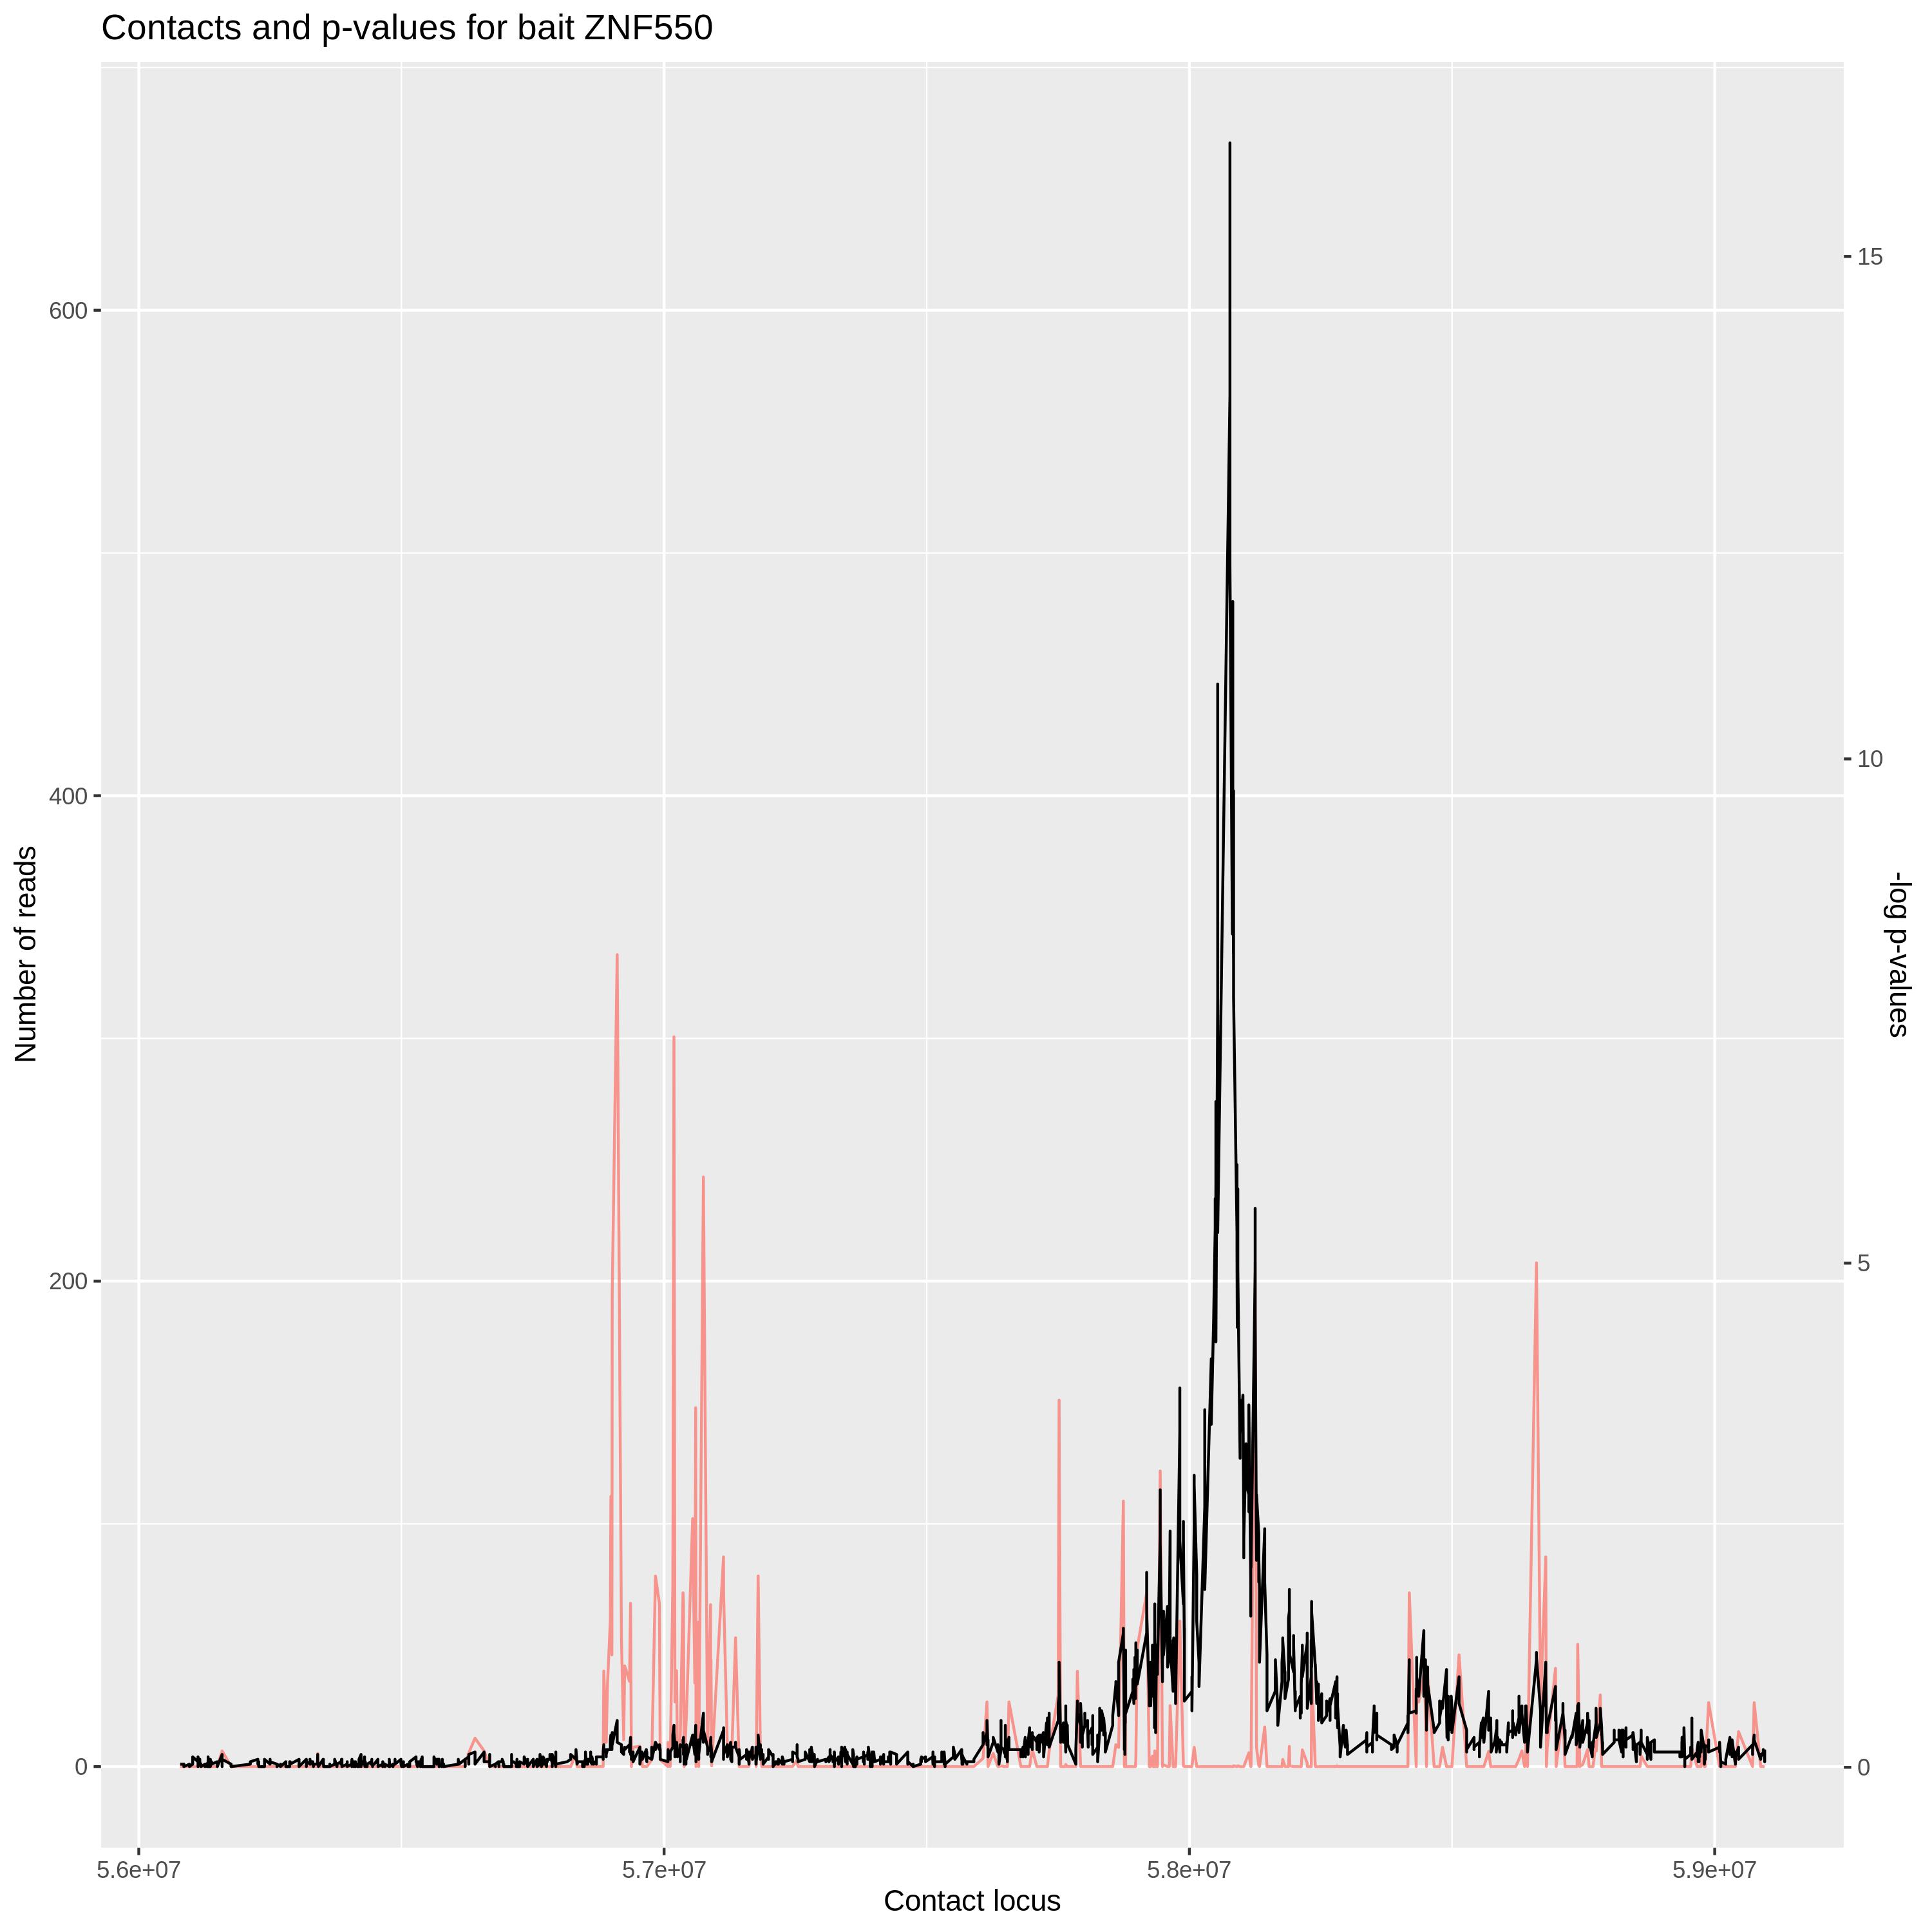 Contacts and p-values for bait ZNF550
600
400
200
0
Number of reads
15
10
5
0
-log p-values
5.6e+07
5.7e+07
5.8e+07
5.9e+07
Contact locus